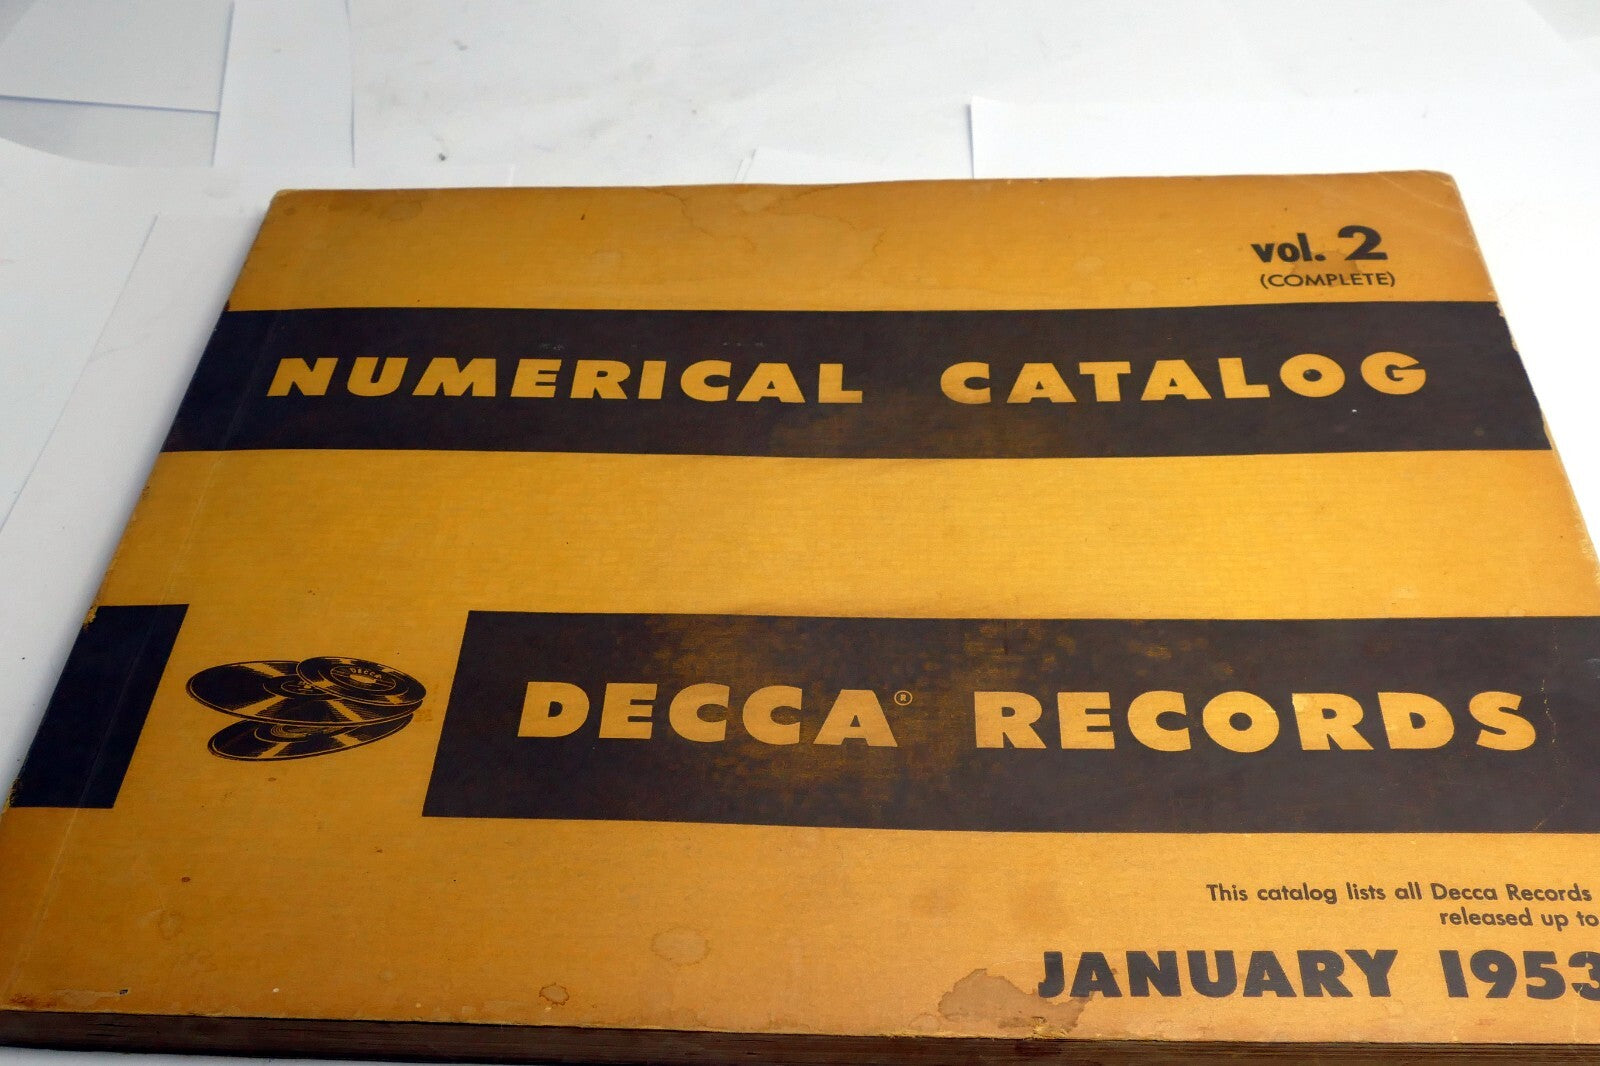 vol. 2
(COMPLETE)
NUMERICAL CATALOG
DECCA
DECCA® RECORDS
This catalog lists all Decca Records
released up to
JANUARY 1953